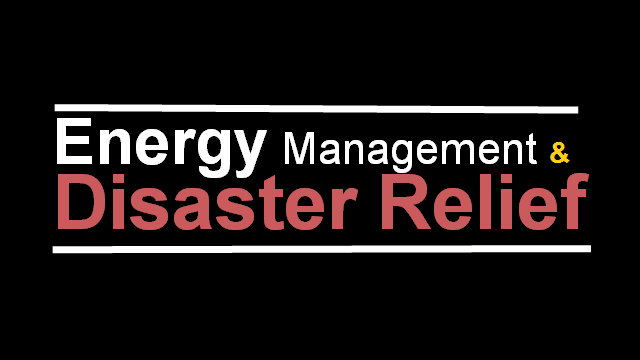 Energy Management &
Disaster Relief